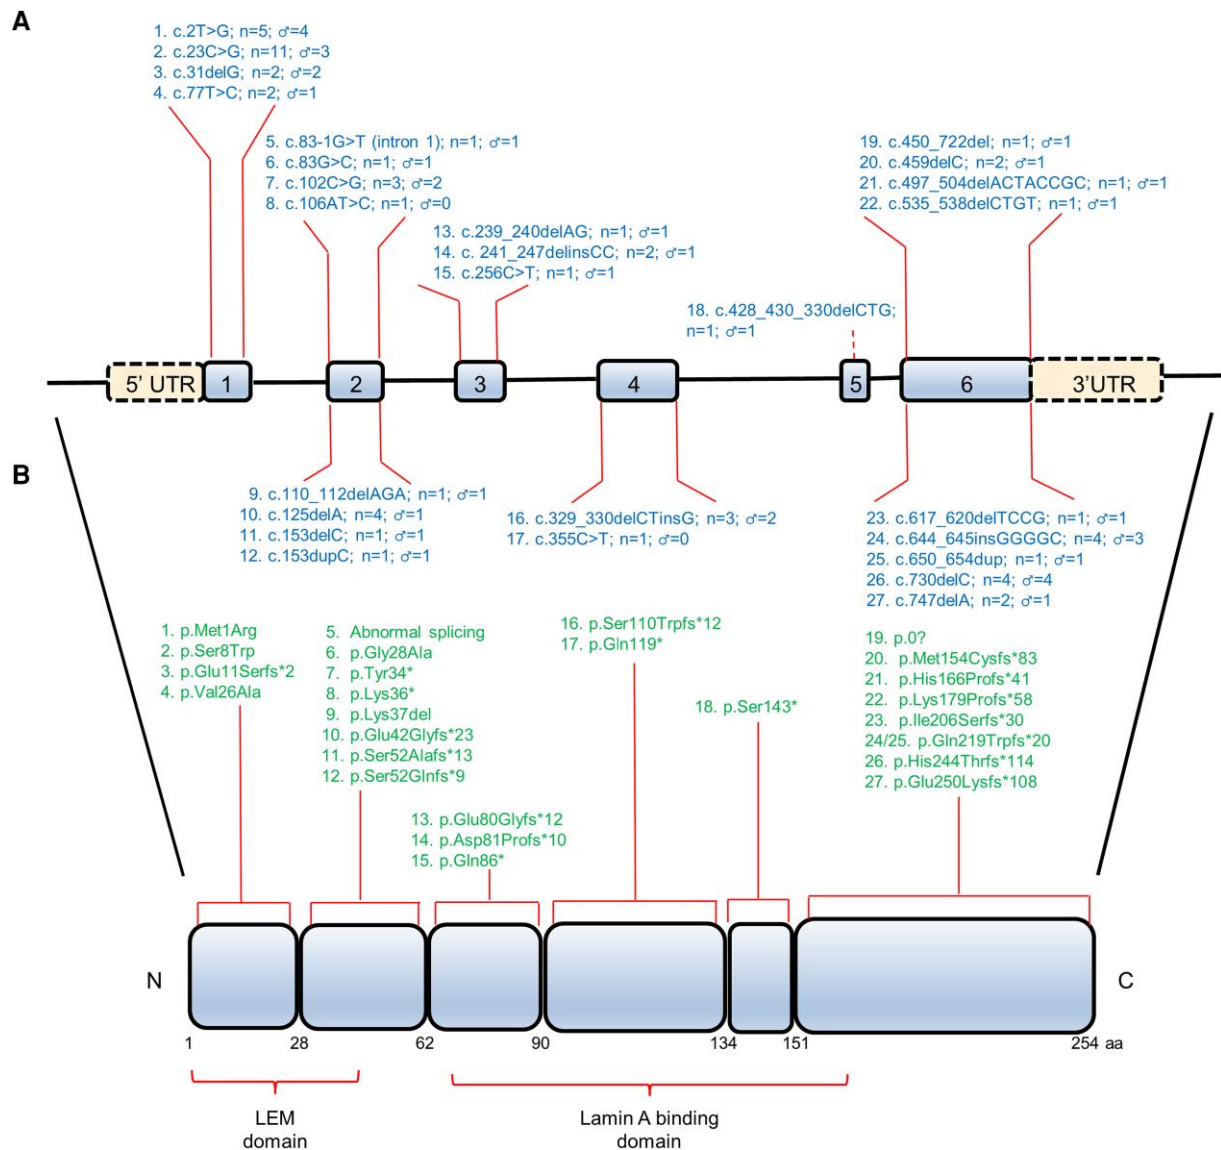 A
1. c.2T>G; n=5; ♂=4
2. c.23C>G; n=11; ♂=3
3. c.31delG; n=2; ♂=2
4. c.77T>C; n=2; ♂=1
5. c.83-1G>T (intron 1); n=1; ♂=1
6. c.83G>C; n=1; ♂=1
7. c.102C>G; n=3; ♂=2
8. c.106AT>C; n=1; ♂=0
13. c.239_240delAG; n=1; ♂=1
14. c. 241_247delinsCC; n=2; ♂=1
15. c.256C>T; n=1; ♂=1
18. c.428_430_330delCTG;
n=1; ♂=1
19. c.450_722del; n=1; ♂=1
20. c.459delC; n=2; ♂=1
21. c.497_504delACTACCGC; n=1; ♂=1
22. c.535_538delCTGT; n=1; ♂=1
5' UTR 1 2 3 4 5 6 3'UTR
B
9. c.110_112delAGA; n=1; ♂=1
10. c.125delA; n=4; ♂=1
11. c.153delC; n=1; ♂=1
12. c.153dupC; n=1; ♂=1
16. c.329_330delCTinsG; n=3; ♂=2
17. c.355C>T; n=1; ♂=0
23. c.617_620delTCCG; n=1; ♂=1
24. c.644_645insGGGGC; n=4; ♂=3
25. c.650_654dup; n=1; ♂=1
26. c.730delC; n=4; ♂=4
27. c.747delA; n=2; ♂=1
1. p.Met1Arg
2. p.Ser8Trp
3. p.Glu11Serfs*2
4. p.Val26Ala
5. Abnormal splicing
6. p.Gly28Ala
7. p.Tyr34*
8. p.Lys36*
9. p.Lys37del
10. p.Glu42Glyfs*23
11. p.Ser52Alafs*13
12. p.Ser52Glnfs*9
13. p.Glu80Glyfs*12
14. p.Asp81Profs*10
15. p.Gln86*
16. p.Ser110Trpfs*12
17. p.Gln119*
18. p.Ser143*
19. p.0?
20. p.Met154Cysfs*83
21. p.His166Profs*41
22. p.Lys179Profs*58
23. p.Ile206Serfs*30
24/25. p.Gln219Trpfs*20
26. p.His244Thrfs*114
27. p.Glu250Lysfs*108
N C
1 28 62 90 134 151 254 aa
LEM
domain
Lamin A binding
domain